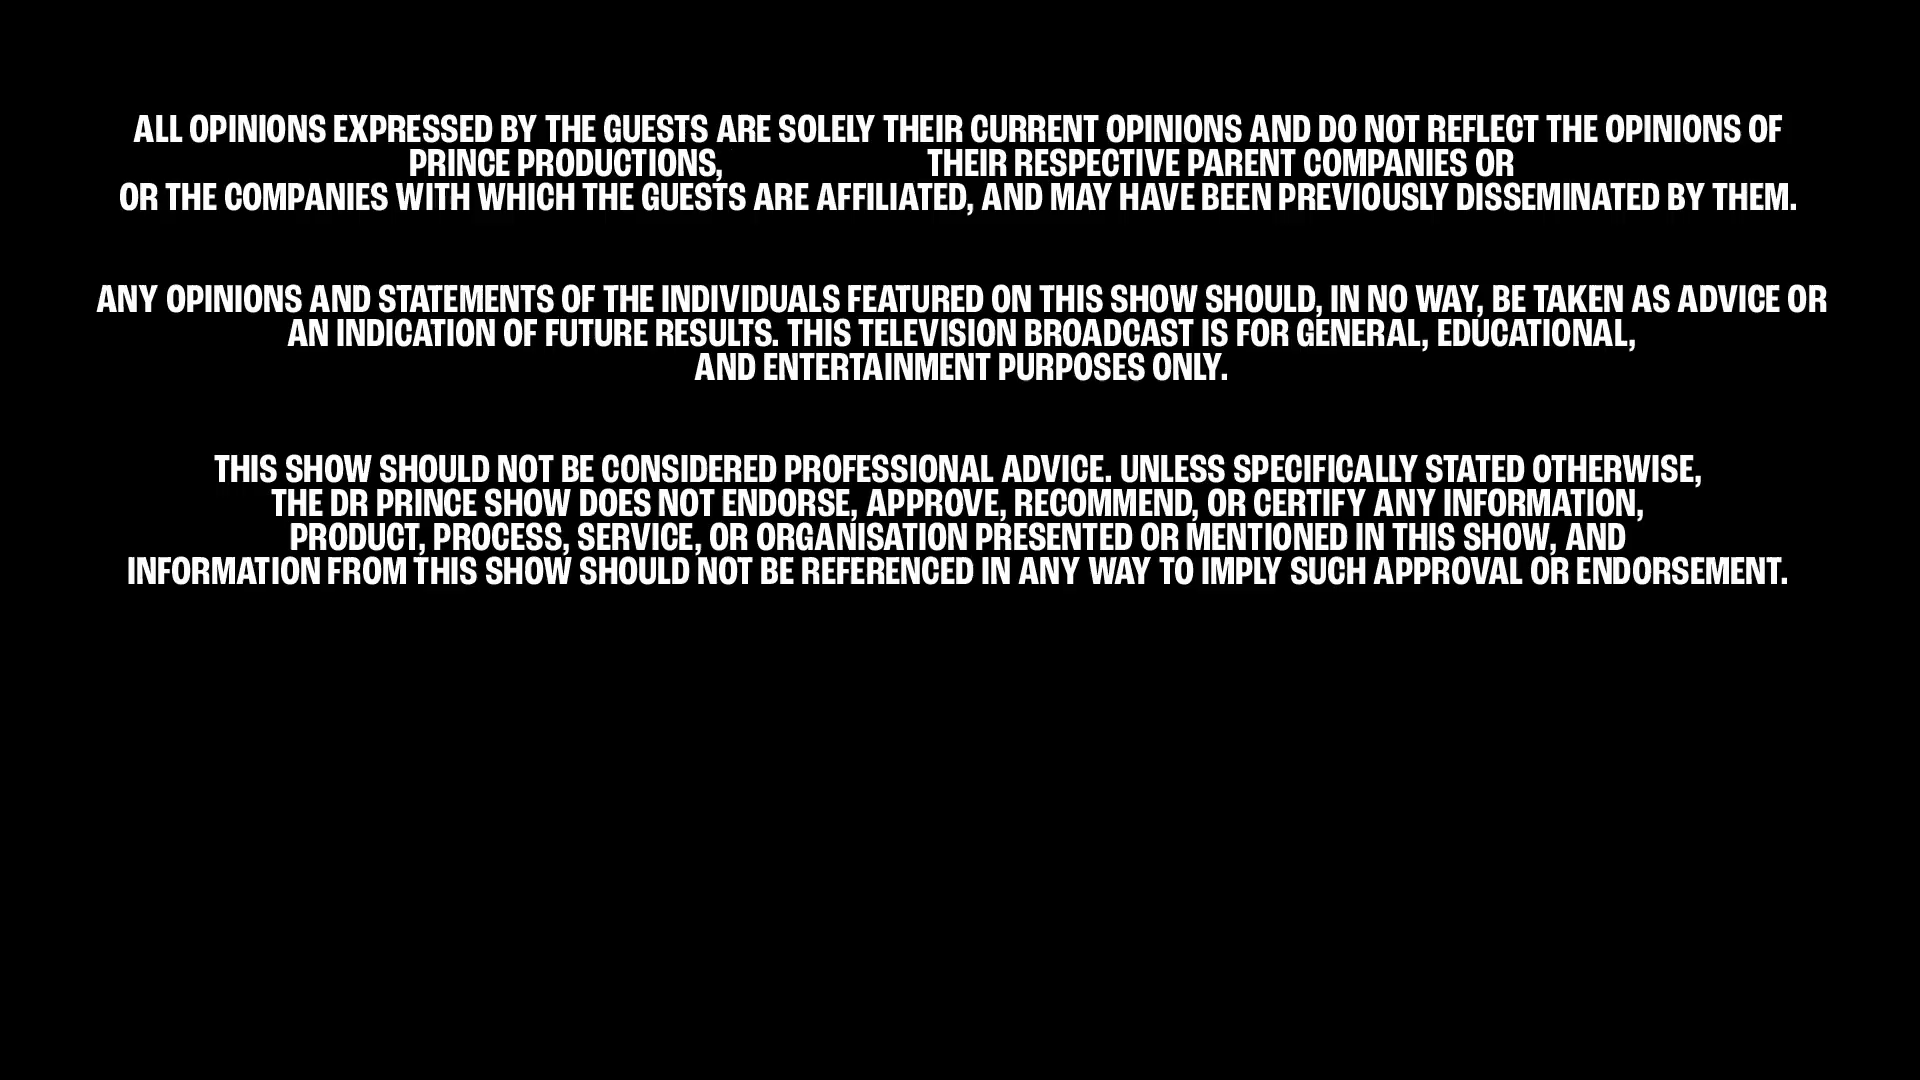 ALL OPINIONS EXPRESSED BY THE GUESTS ARE SOLELY THEIR CURRENT OPINIONS AND DO NOT REFLECT THE OPINIONS OF
PRINCE PRODUCTIONS, THEIR RESPECTIVE PARENT COMPANIES OR
OR THE COMPANIES WITH WHICH THE GUESTS ARE AFFILIATED, AND MAY HAVE BEEN PREVIOUSLY DISSEMINATED BY THEM.
ANY OPINIONS AND STATEMENTS OF THE INDIVIDUALS FEATURED ON THIS SHOW SHOULD, IN NO WAY, BE TAKEN AS ADVICE OR
AN INDICATION OF FUTURE RESULTS. THIS TELEVISION BROADCAST IS FOR GENERAL, EDUCATIONAL,
AND ENTERTAINMENT PURPOSES ONLY.
THIS SHOW SHOULD NOT BE CONSIDERED PROFESSIONAL ADVICE. UNLESS SPECIFICALLY STATED OTHERWISE,
THE DR PRINCE SHOW DOES NOT ENDORSE, APPROVE, RECOMMEND, OR CERTIFY ANY INFORMATION,
PRODUCT, PROCESS, SERVICE, OR ORGANISATION PRESENTED OR MENTIONED IN THIS SHOW, AND
INFORMATION FROM THIS SHOW SHOULD NOT BE REFERENCED IN ANY WAY TO IMPLY SUCH APPROVAL OR ENDORSEMENT.